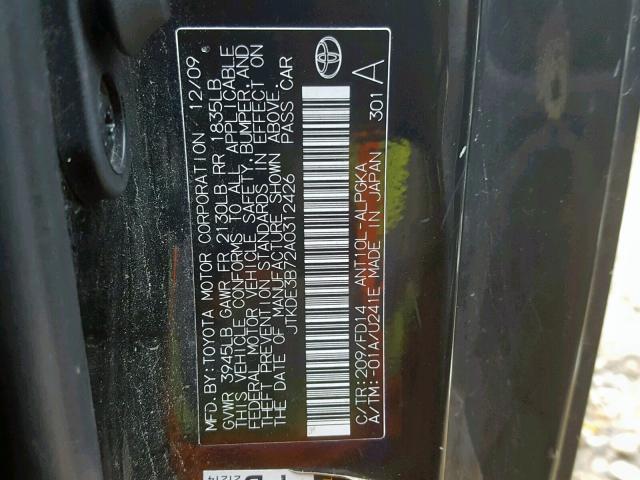 MFD.BY:TOYOTA MOTOR CORPORATION 12/09
GVWR 3945LB GAWR FR 2130LB RR 1835LB
THIS VEHICLE CONFORMS TO ALL APPLICABLE
FEDERAL MOTOR VEHICLE SAFETY, BUMPER, AND
THEFT PREVENTION STANDARDS IN EFFECT ON
THE DATE OF MANUFACTURE SHOWN ABOVE.
JTKDE3B72A0312426 PASS CAR
C/TR:209/FD14 ANT10L-ALPGKA 301 A
A/TM:-01A/U241E MADE IN JAPAN
21214